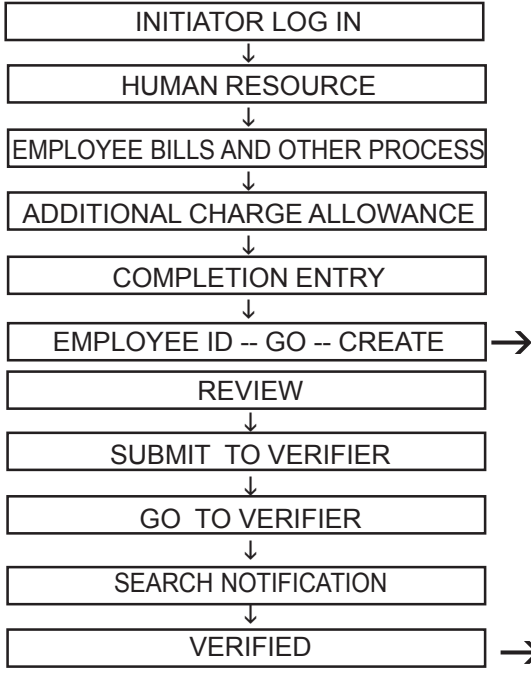 INITIATOR LOG IN
HUMAN RESOURCE
EMPLOYEE BILLS AND OTHER PROCESS
ADDITIONAL CHARGE ALLOWANCE
COMPLETION ENTRY
EMPLOYEE ID -- GO -- CREATE
REVIEW
SUBMIT TO VERIFIER
GO TO VERIFIER
SEARCH NOTIFICATION
VERIFIED